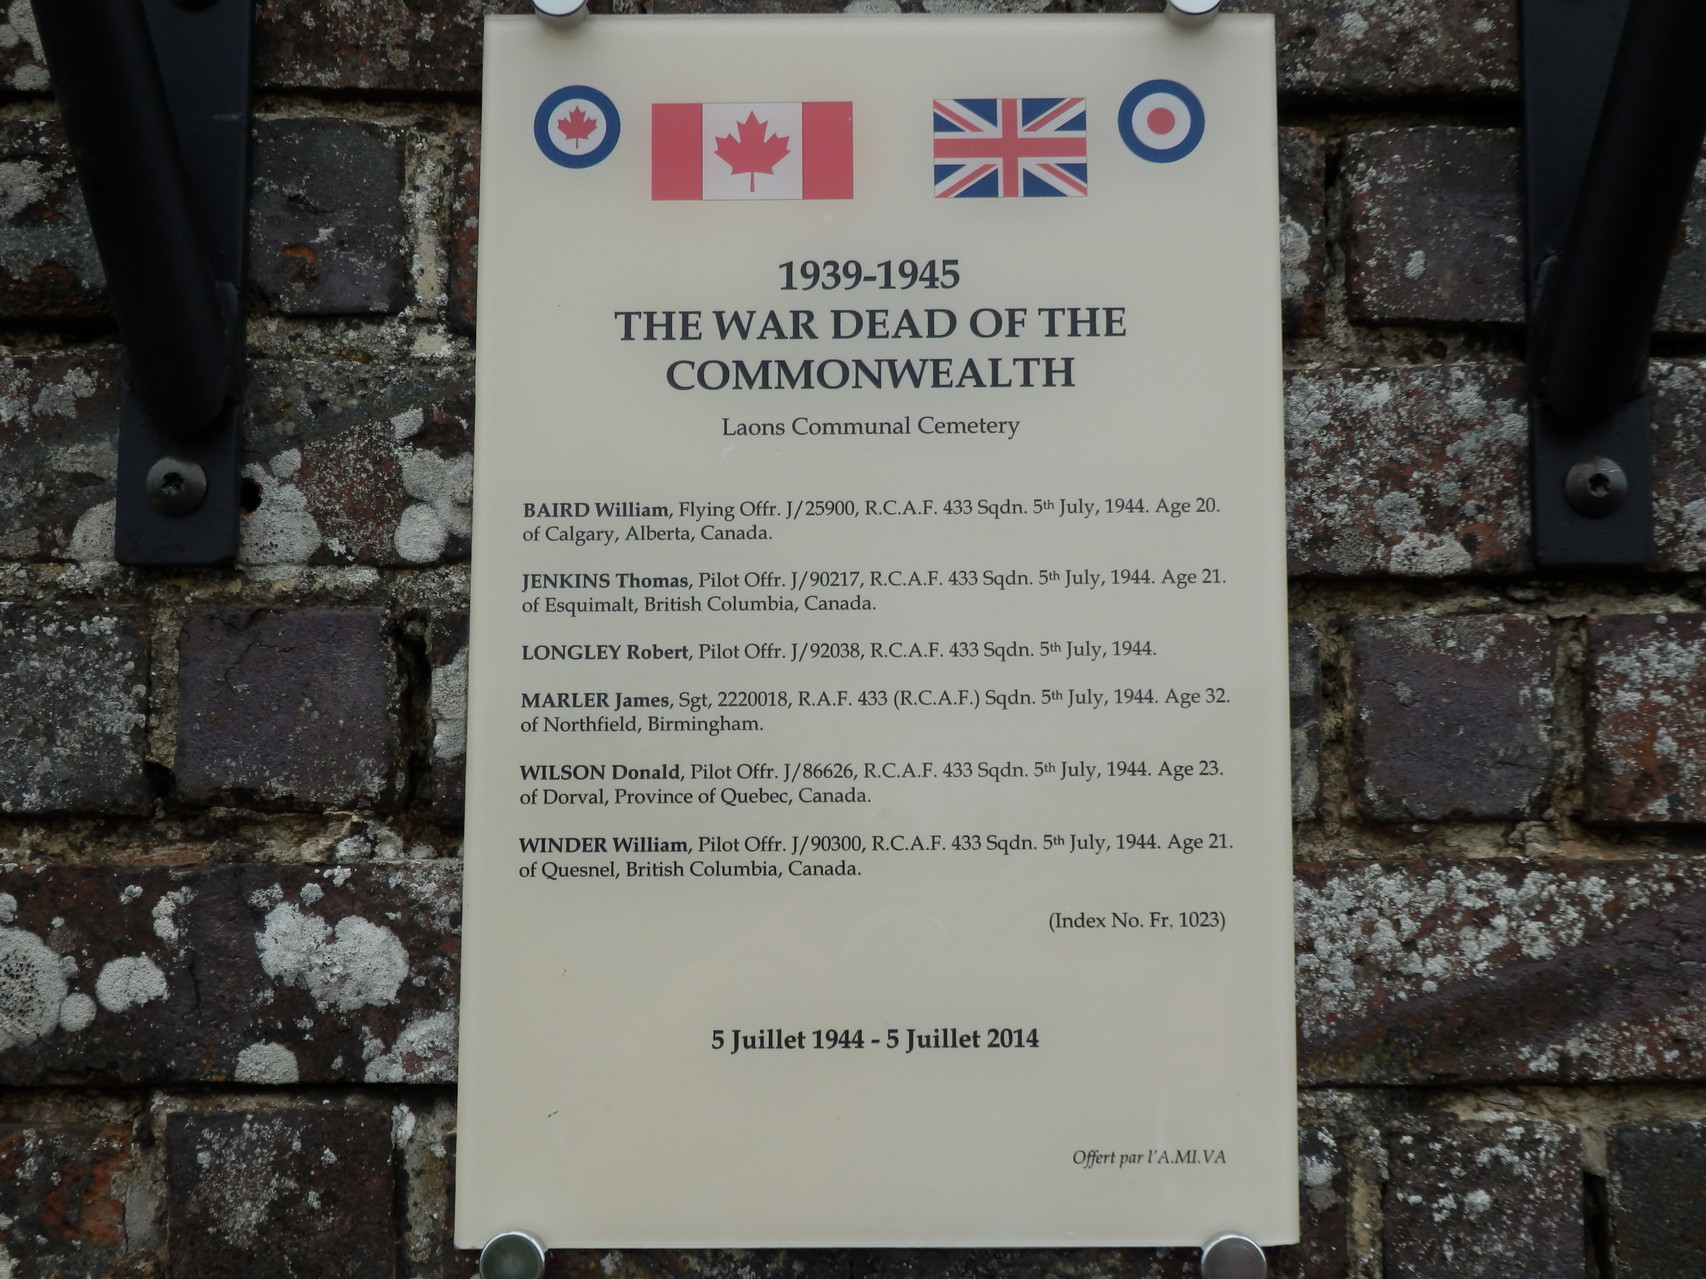 1939-1945
THE WAR DEAD OF THE
COMMONWEALTH
Laons Communal Cemetery
BAIRD William, Flying Offr. J/25900, R.C.A.F. 433 Sqdn. 5th July, 1944. Age 20.
of Calgary, Alberta, Canada.
JENKINS Thomas, Pilot Offr. J/90217, R.C.A.F. 433 Sqdn. 5th July, 1944. Age 21.
of Esquimalt, British Columbia, Canada.
LONGLEY Robert, Pilot Offr. J/92038, R.C.A.F. 433 Sqdn. 5th July, 1944.
MARLER James, Sgt, 2220018, R.A.F. 433 (R.C.A.F.) Sqdn. 5th July, 1944. Age 32.
of Northfield, Birmingham.
WILSON Donald, Pilot Offr. J/86626, R.C.A.F. 433 Sqdn. 5th July, 1944. Age 23.
of Dorval, Province of Quebec, Canada.
WINDER William, Pilot Offr. J/90300, R.C.A.F. 433 Sqdn. 5th July, 1944. Age 21.
of Quesnel, British Columbia, Canada.
(Index No. Fr. 1023)
5 Juillet 1944 - 5 Juillet 2014
Offert par l'A.MI.VA